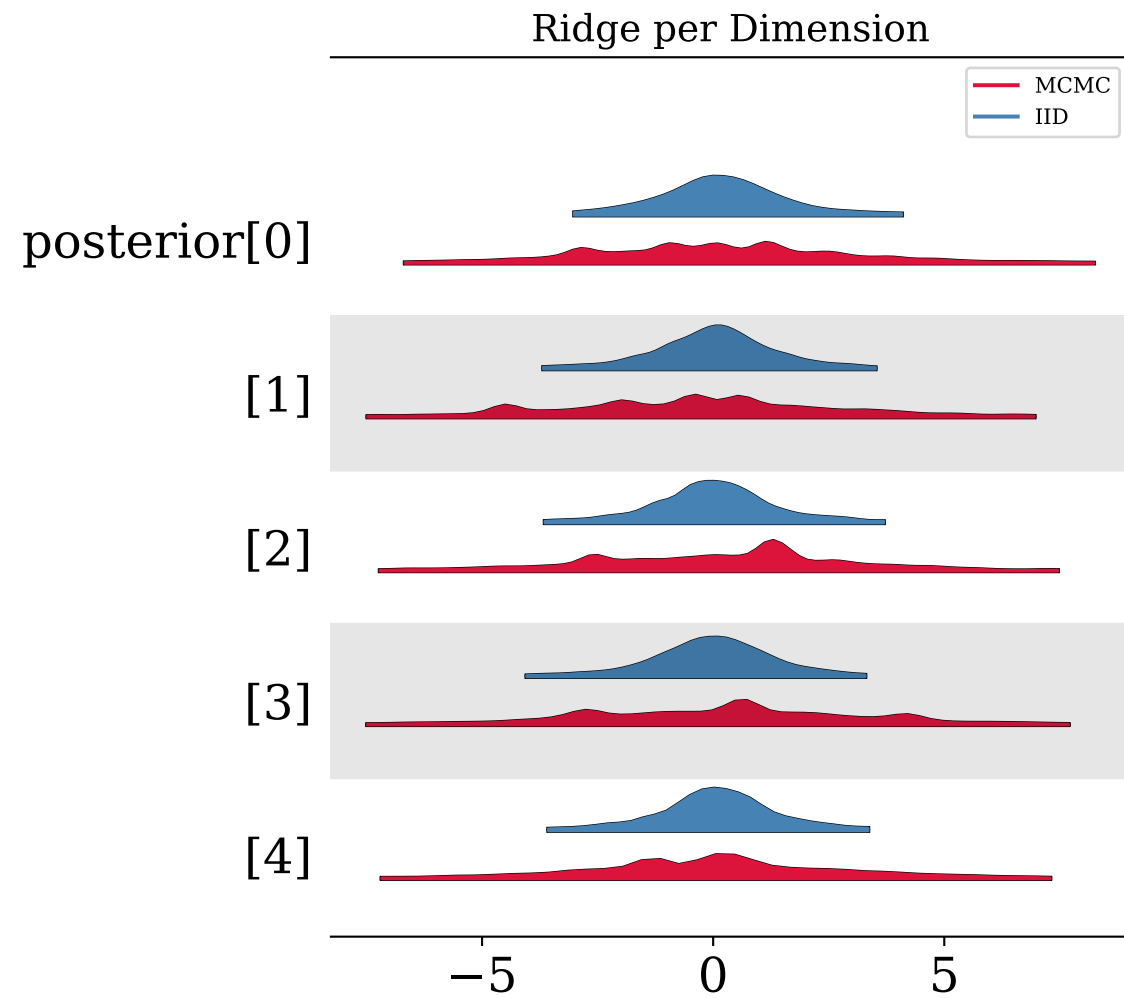 Ridge per Dimension
MCMC
IID
posterior[0]
[1]
[2]
[3]
[4]
−5 0 5